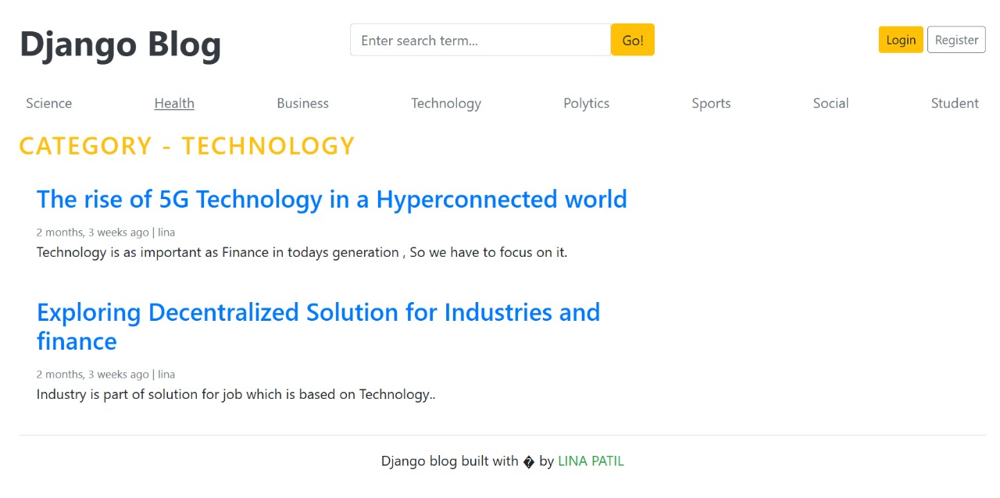 Django Blog
Enter search term... Go!
Login Register
Science Health Business Technology Polytics Sports Social Student
CATEGORY - TECHNOLOGY
The rise of 5G Technology in a Hyperconnected world
2 months, 3 weeks ago | lina
Technology is as important as Finance in todays generation , So we have to focus on it.
Exploring Decentralized Solution for Industries and
finance
2 months, 3 weeks ago | lina
Industry is part of solution for job which is based on Technology..
Django blog built with � by LINA PATIL